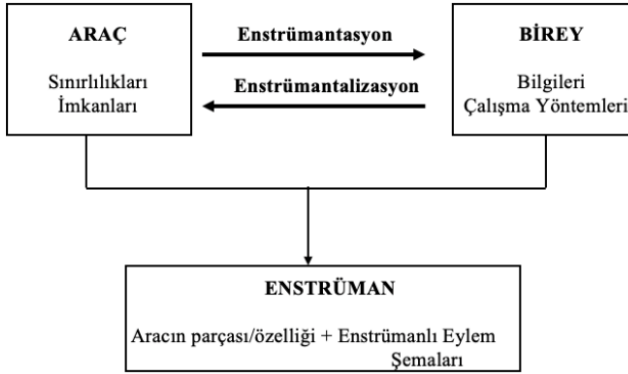 ARAÇ
Sınırlılıkları
İmkanları
Enstrümantasyon
Enstrümantalizasyon
BİREY
Bilgileri
Çalışma Yöntemleri
ENSTRÜMAN
Aracın parçası/özelliği + Enstrümanlı Eylem
Şemaları